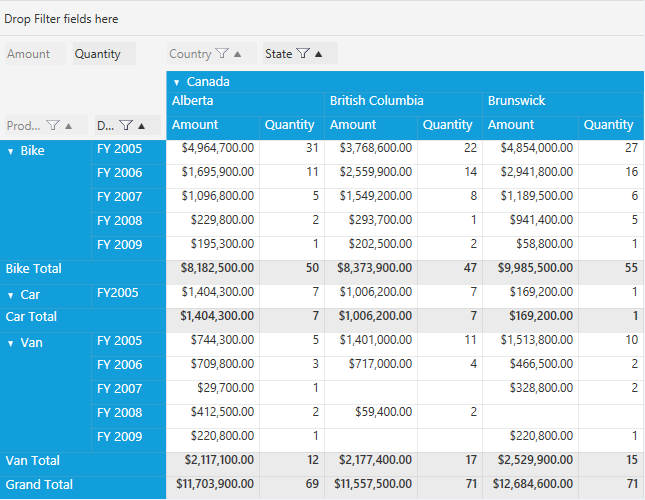 Drop Filter fields here
Amount Quantity Country State
Canada
Alberta British Columbia Brunswick
Prod... D... Amount Quantity Amount Quantity Amount Quantity
Bike FY 2005 $4,964,700.00 31 $3,768,600.00 22 $4,854,000.00 27
FY 2006 $1,695,900.00 11 $2,559,900.00 14 $2,941,800.00 16
FY 2007 $1,096,800.00 5 $1,549,200.00 8 $1,189,500.00 6
FY 2008 $229,800.00 2 $293,700.00 1 $941,400.00 5
FY 2009 $195,300.00 1 $202,500.00 2 $58,800.00 1
Bike Total $8,182,500.00 50 $8,373,900.00 47 $9,985,500.00 55
Car FY2005 $1,404,300.00 7 $1,006,200.00 7 $169,200.00 1
Car Total $1,404,300.00 7 $1,006,200.00 7 $169,200.00 1
Van FY 2005 $744,300.00 5 $1,401,000.00 11 $1,513,800.00 10
FY 2006 $709,800.00 3 $717,000.00 4 $466,500.00 2
FY 2007 $29,700.00 1 $328,800.00 2
FY 2008 $412,500.00 2 $59,400.00 2
FY 2009 $220,800.00 1 $220,800.00 1
Van Total $2,117,100.00 12 $2,177,400.00 17 $2,529,900.00 15
Grand Total $11,703,900.00 69 $11,557,500.00 71 $12,684,600.00 71